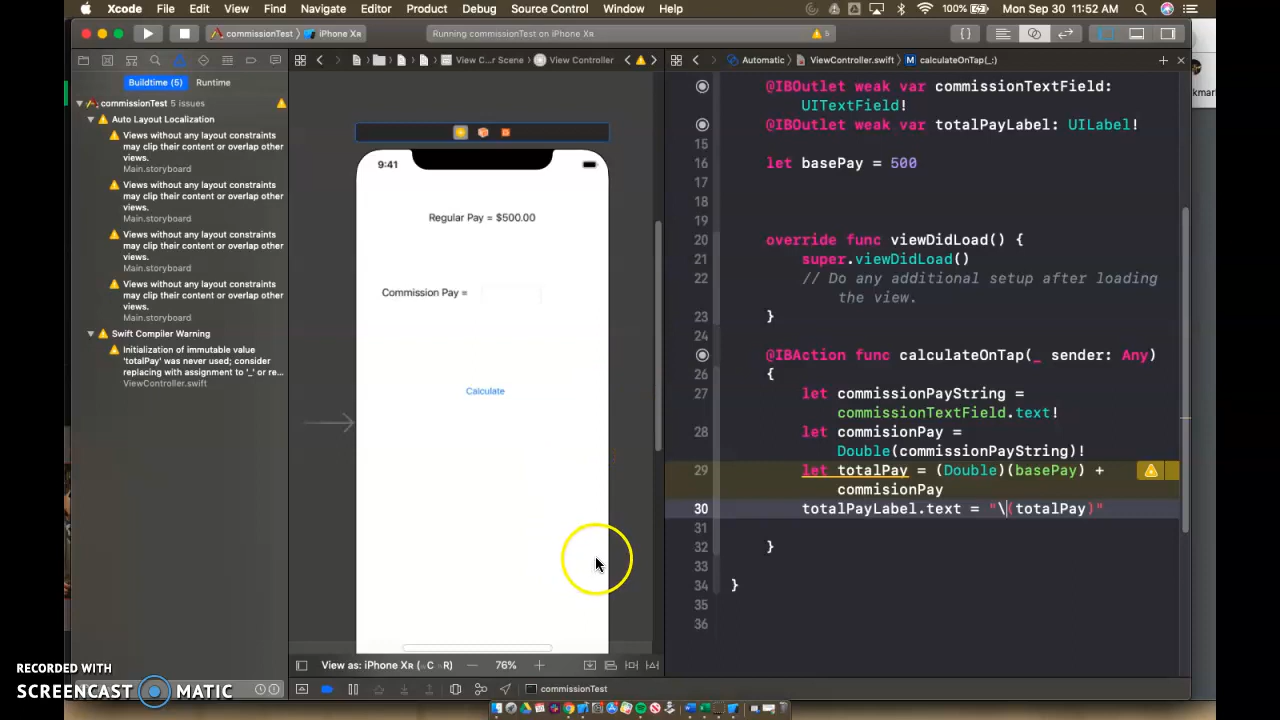 Xcode File Edit View Find Navigate Editor Product Debug Source Control Window Help 100% Mon Sep 30 11:52 AM
commissionTest iPhone Xʀ Running commissionTest on iPhone Xʀ 5
View C...r Scene View Controller Automatic ViewController.swift M calculateOnTap(_:)
Buildtime (5) Runtime
commissionTest 5 issues
Auto Layout Localization
Views without any layout constraints
may clip their content or overlap other
views.
Main.storyboard
Views without any layout constraints
may clip their content or overlap other
views.
Main.storyboard
Views without any layout constraints
may clip their content or overlap other
views.
Main.storyboard
Views without any layout constraints
may clip their content or overlap other
views.
Main.storyboard
Swift Compiler Warning
Initialization of immutable value
'totalPay' was never used; consider
replacing with assignment to '_' or re...
ViewController.swift
9:41
Regular Pay = $500.00
Commission Pay =
Calculate
View as: iPhone Xʀ (wC hR) 76%
@IBOutlet weak var commissionTextField:
UITextField!
@IBOutlet weak var totalPayLabel: UILabel!
15
16 let basePay = 500
17
18
19
20 override func viewDidLoad() {
21 super.viewDidLoad()
22 // Do any additional setup after loading
the view.
23 }
24
@IBAction func calculateOnTap(_ sender: Any)
26 {
27 let commissionPayString =
commissionTextField.text!
28 let commisionPay =
Double(commissionPayString)!
29 let totalPay = (Double)(basePay) +
commisionPay
30 totalPayLabel.text = "\(totalPay)"
31
32 }
33
34 }
35
36
commissionTest
RECORDED WITH
SCREENCAST MATIC